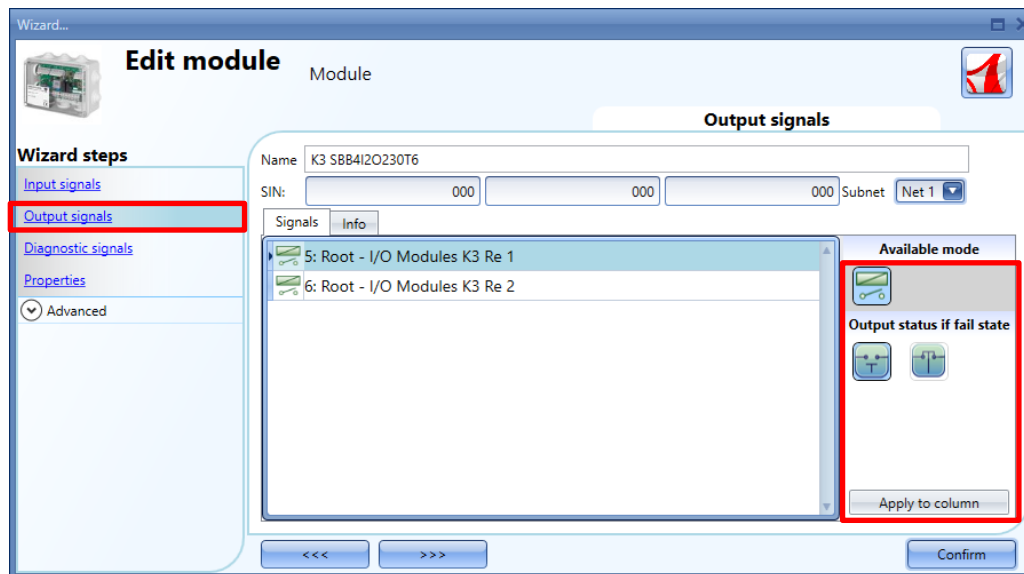 Wizard...
Edit module
Module
Output signals
Wizard steps
Input signals
Output signals
Diagnostic signals
Properties
Advanced
Name K3 SBB4I2O230T6
SIN: 000 000 000 Subnet Net 1
Signals Info
5: Root - I/O Modules K3 Re 1
6: Root - I/O Modules K3 Re 2
Available mode
Output status if fail state
Apply to column
<<< >>> Confirm